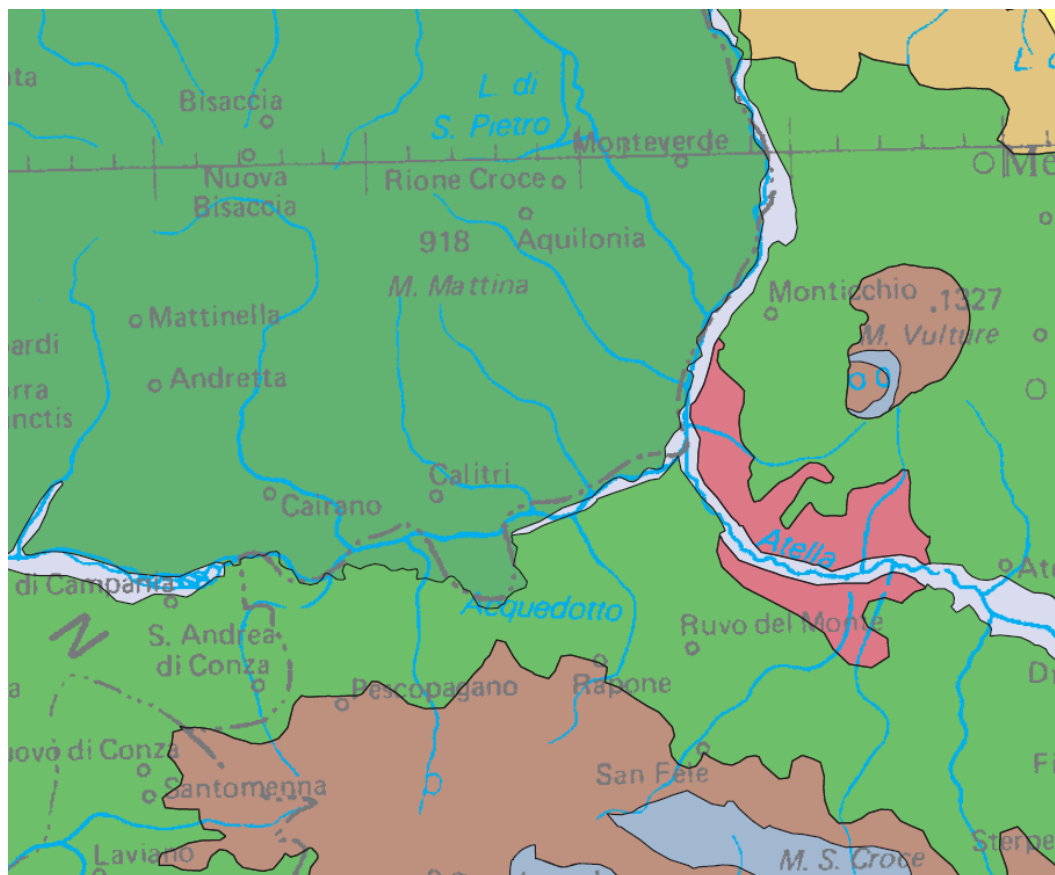 Bisaccia
L. di
S. Pietro
Monteverde
Nuova
Bisaccia
Rione Croce
918
Aquilonia
M. Mattina
Monticchio
.1327
M. Vulture
Mattinella
Andretta
Calitri
Cairano
Atella
di Campania
Acquedotto
N
S. Andrea
di Conza
Ruvo del Monte
Pescopagano
Rapone
San Fele
Santomenna
Laviano
M. S. Croce